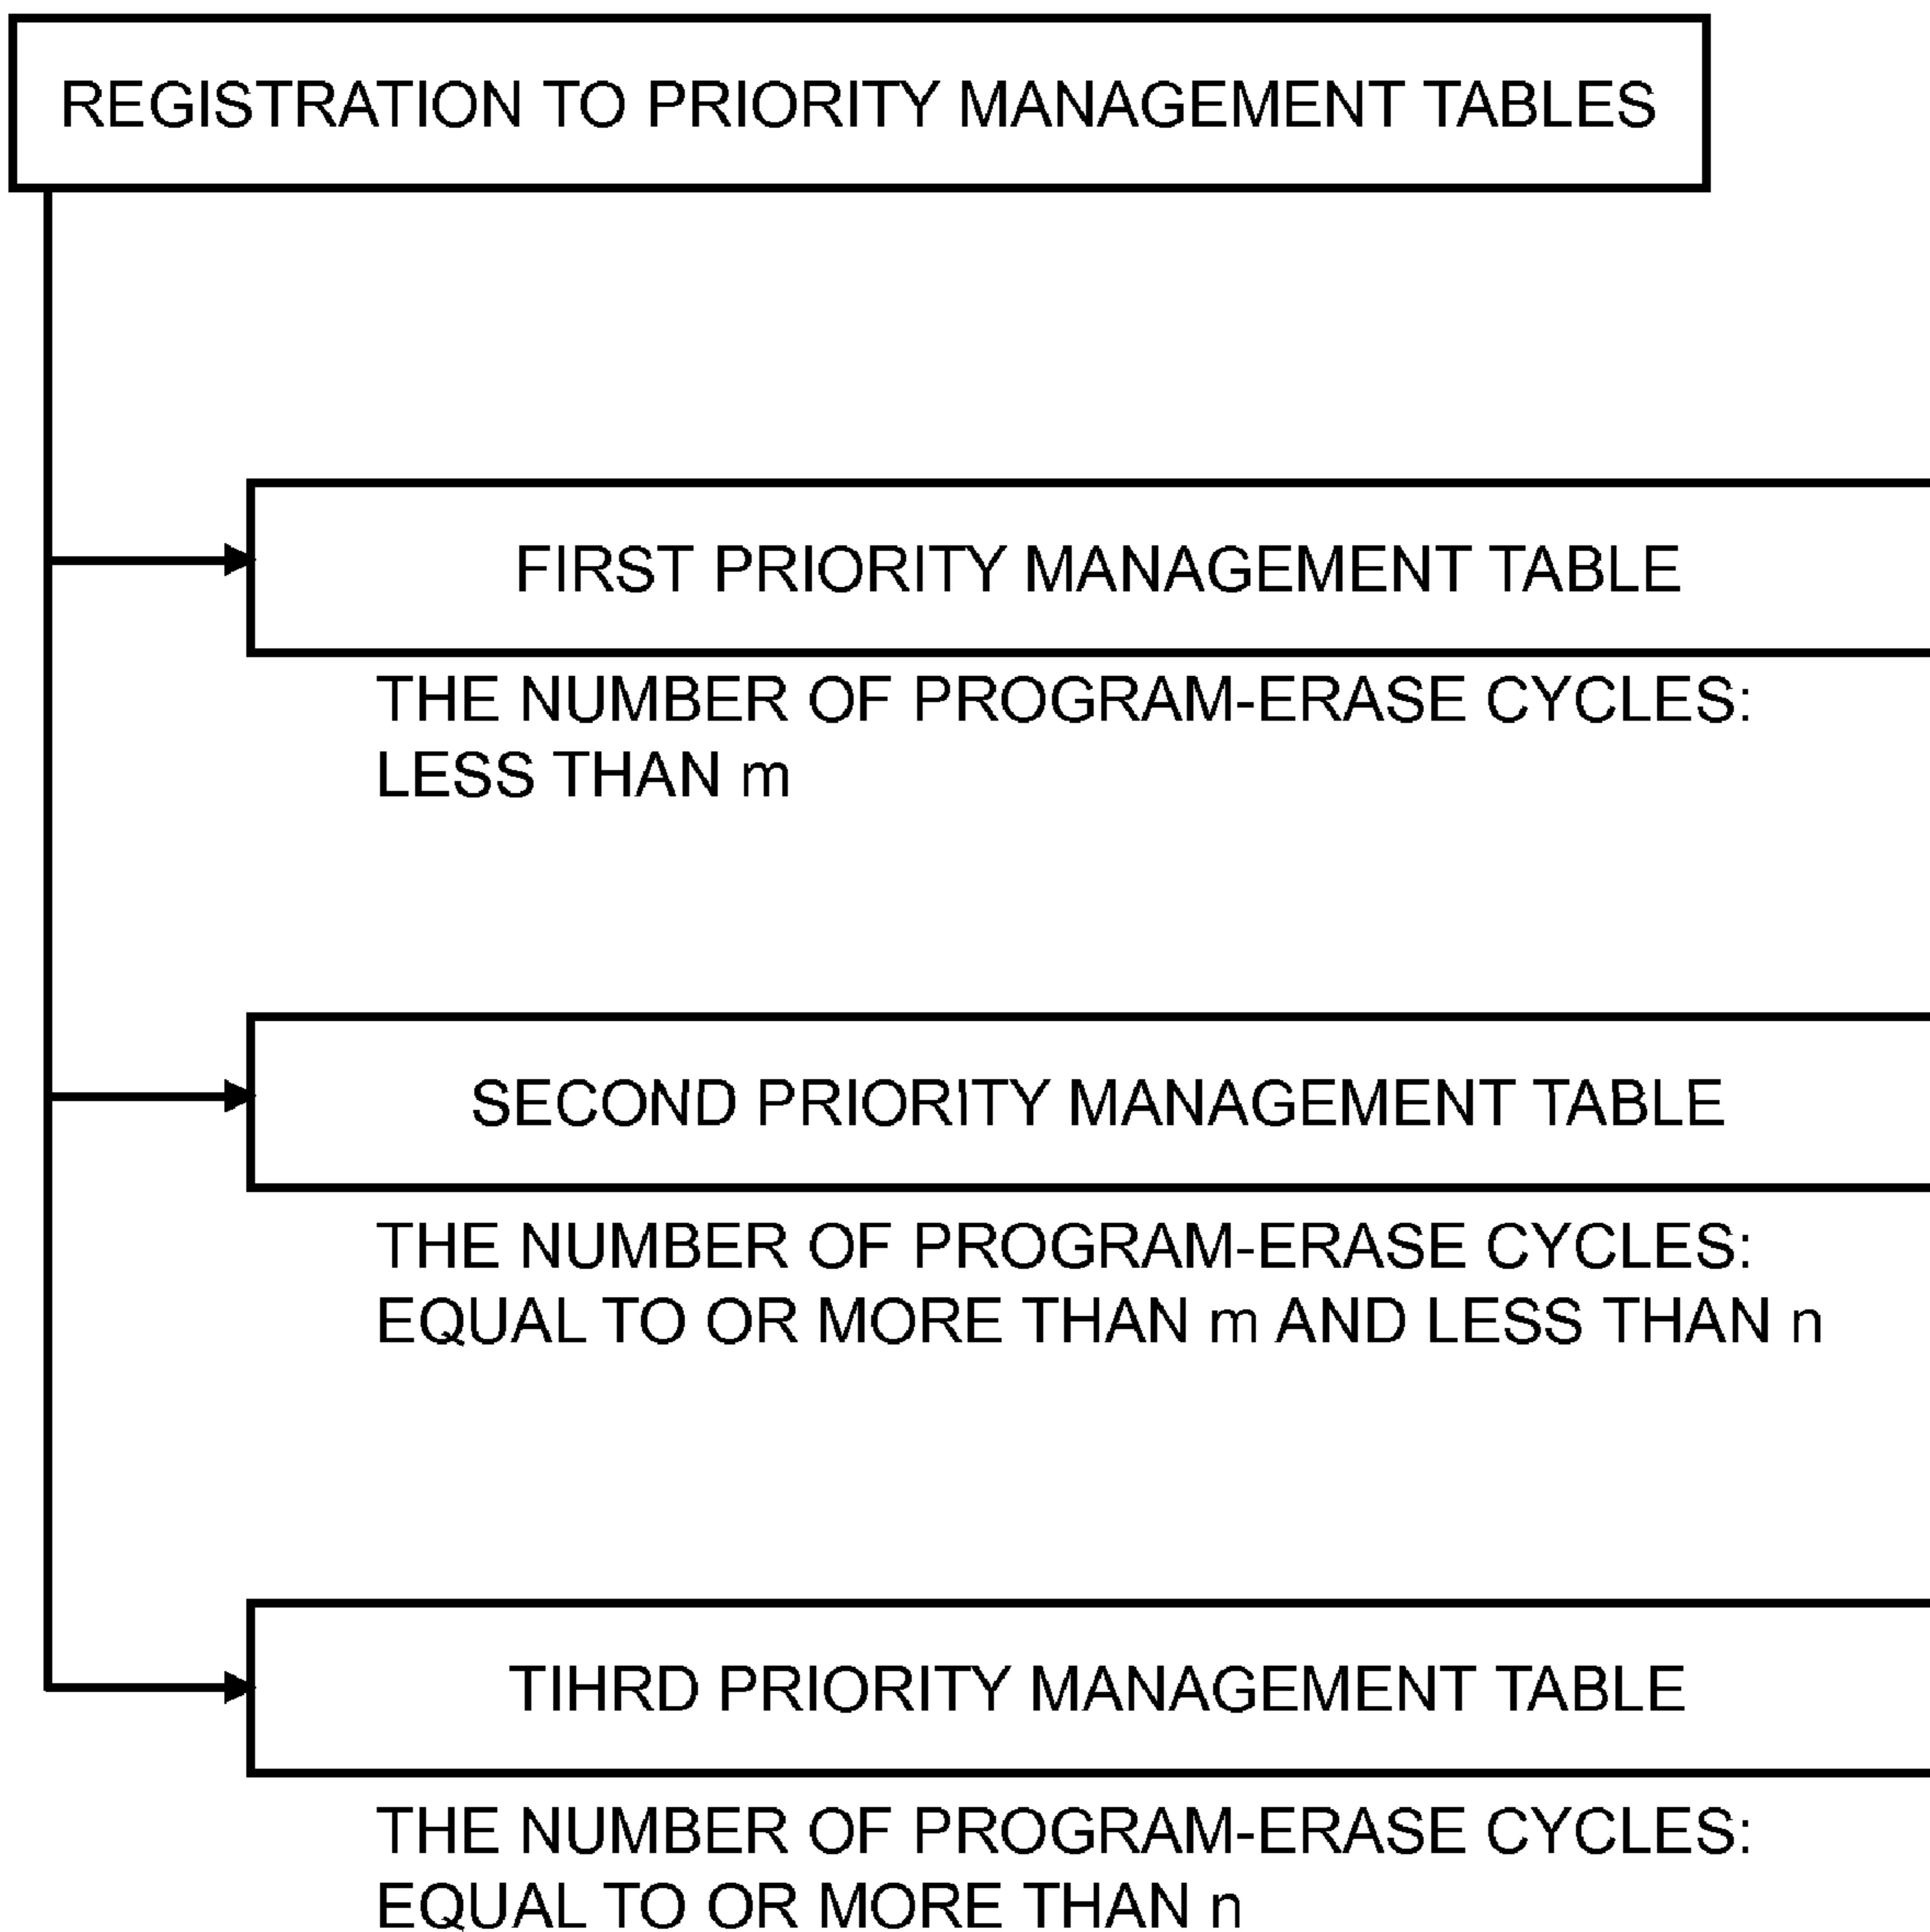 REGISTRATION TO PRIORITY MANAGEMENT TABLES
FIRST PRIORITY MANAGEMENT TABLE
THE NUMBER OF PROGRAM-ERASE CYCLES:
LESS THAN m
SECOND PRIORITY MANAGEMENT TABLE
THE NUMBER OF PROGRAM-ERASE CYCLES:
EQUAL TO OR MORE THAN m AND LESS THAN n
TIHRD PRIORITY MANAGEMENT TABLE
THE NUMBER OF PROGRAM-ERASE CYCLES:
EQUAL TO OR MORE THAN n